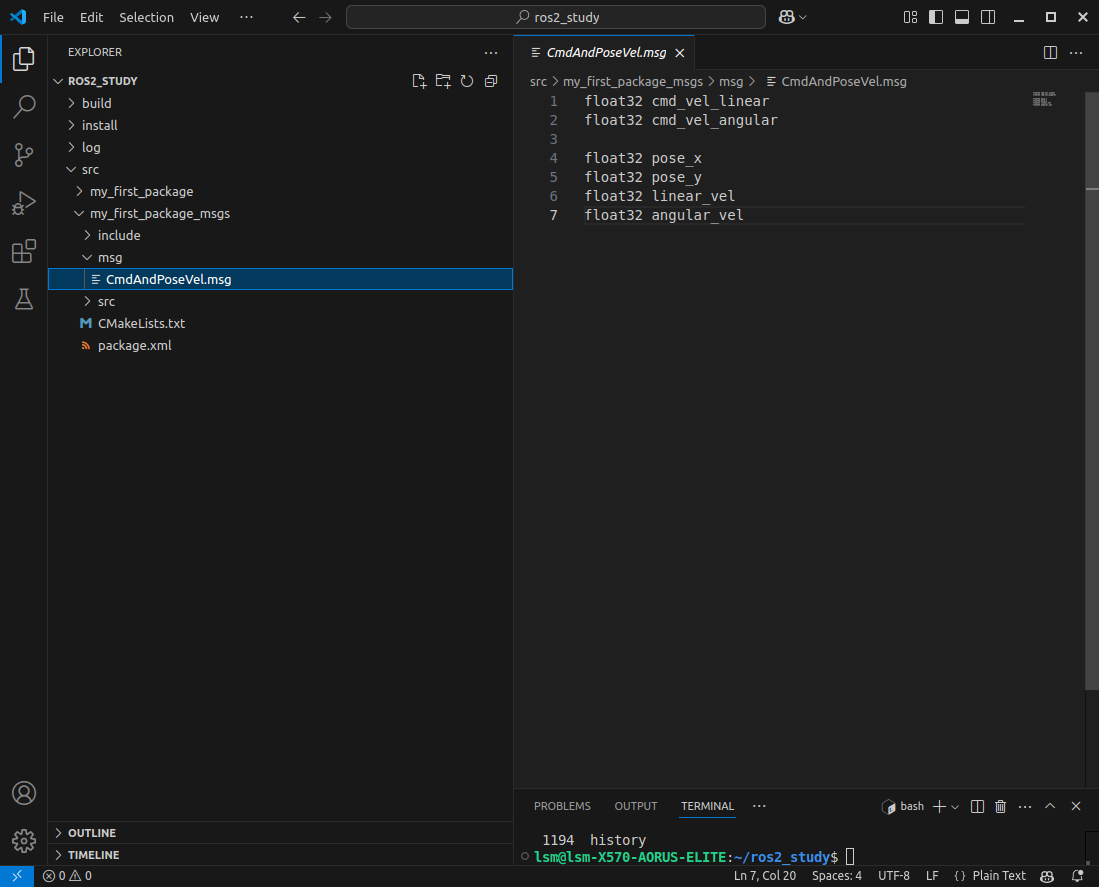 File Edit Selection View ··· ros2_study
EXPLORER ···
ROS2_STUDY
build
install
log
src
my_first_package
my_first_package_msgs
include
msg
CmdAndPoseVel.msg
src
CMakeLists.txt
package.xml
OUTLINE
TIMELINE
CmdAndPoseVel.msg
src > my_first_package_msgs > msg > CmdAndPoseVel.msg
1 float32 cmd_vel_linear
2 float32 cmd_vel_angular
3
4 float32 pose_x
5 float32 pose_y
6 float32 linear_vel
7 float32 angular_vel
PROBLEMS OUTPUT TERMINAL ··· bash
1194 history
lsm@lsm-X570-AORUS-ELITE:~/ros2_study$
0 0 Ln 7, Col 20 Spaces: 4 UTF-8 LF {} Plain Text